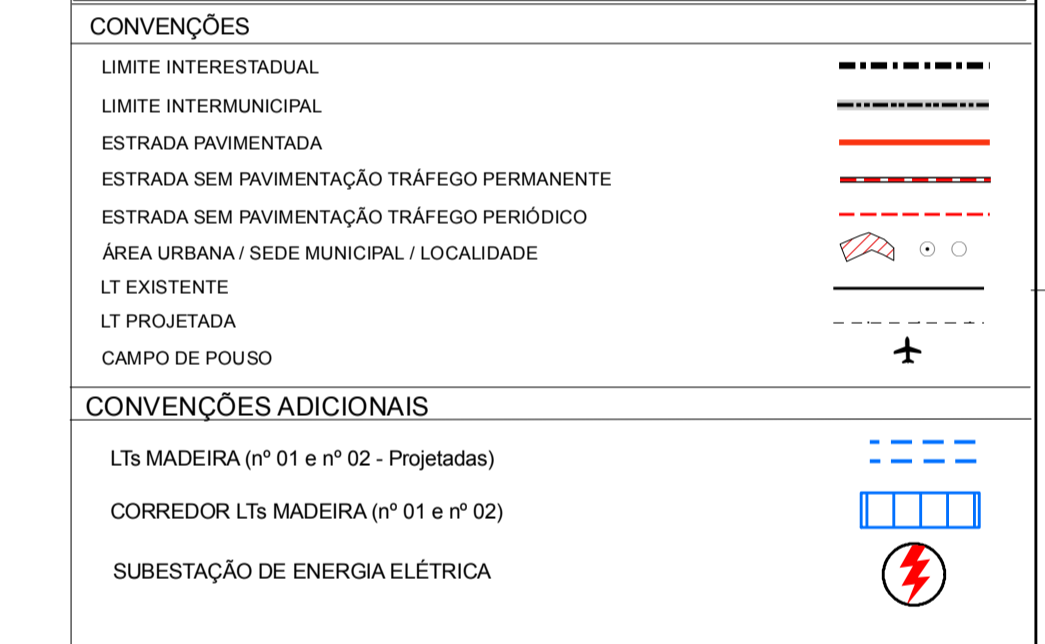 CONVENÇÕES
LIMITE INTERESTADUAL
LIMITE INTERMUNICIPAL
ESTRADA PAVIMENTADA
ESTRADA SEM PAVIMENTAÇÃO TRÁFEGO PERMANENTE
ESTRADA SEM PAVIMENTAÇÃO TRÁFEGO PERIÓDICO
ÁREA URBANA / SEDE MUNICIPAL / LOCALIDADE
LT EXISTENTE
LT PROJETADA
CAMPO DE POUSO
CONVENÇÕES ADICIONAIS
LTs MADEIRA (nº 01 e nº 02 - Projetadas)
CORREDOR LTs MADEIRA (nº 01 e nº 02)
SUBESTAÇÃO DE ENERGIA ELÉTRICA